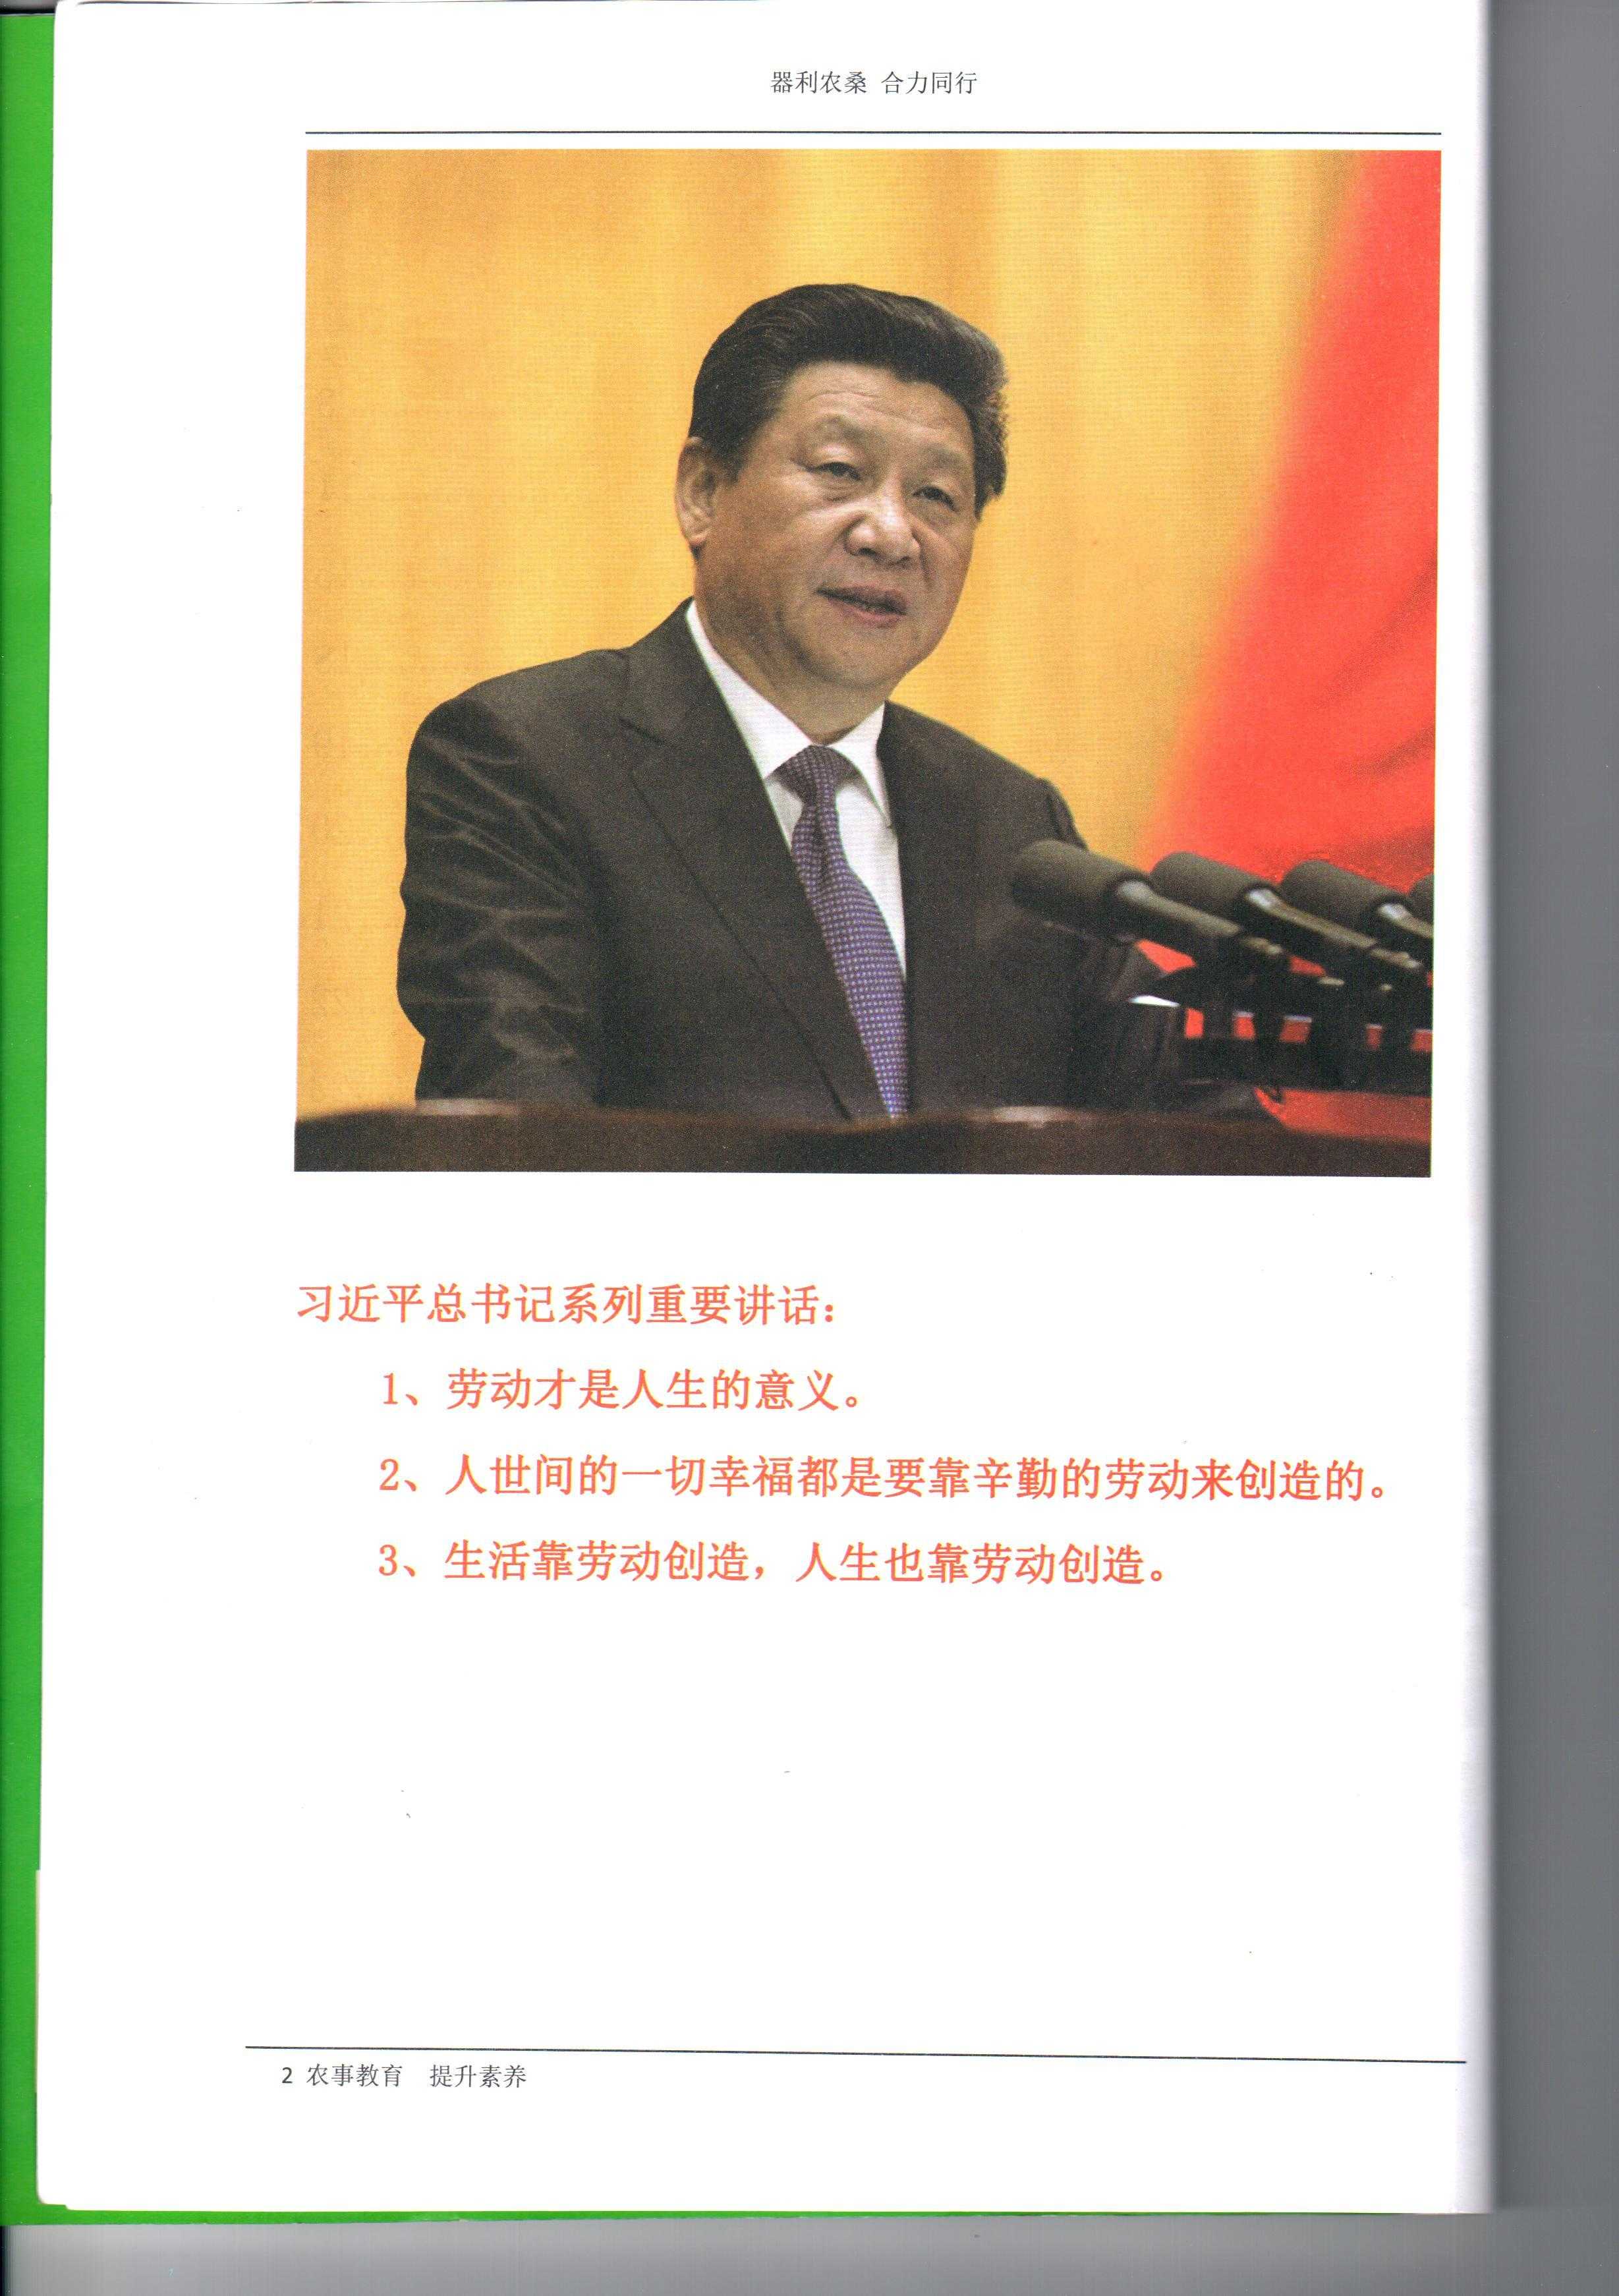 器利农桑 合力同行
习近平总书记系列重要讲话：
1、劳动才是人生的意义。
2、人世间的一切幸福都是要靠辛勤的劳动来创造的。
3、生活靠劳动创造，人生也靠劳动创造。
2 农事教育 提升素养